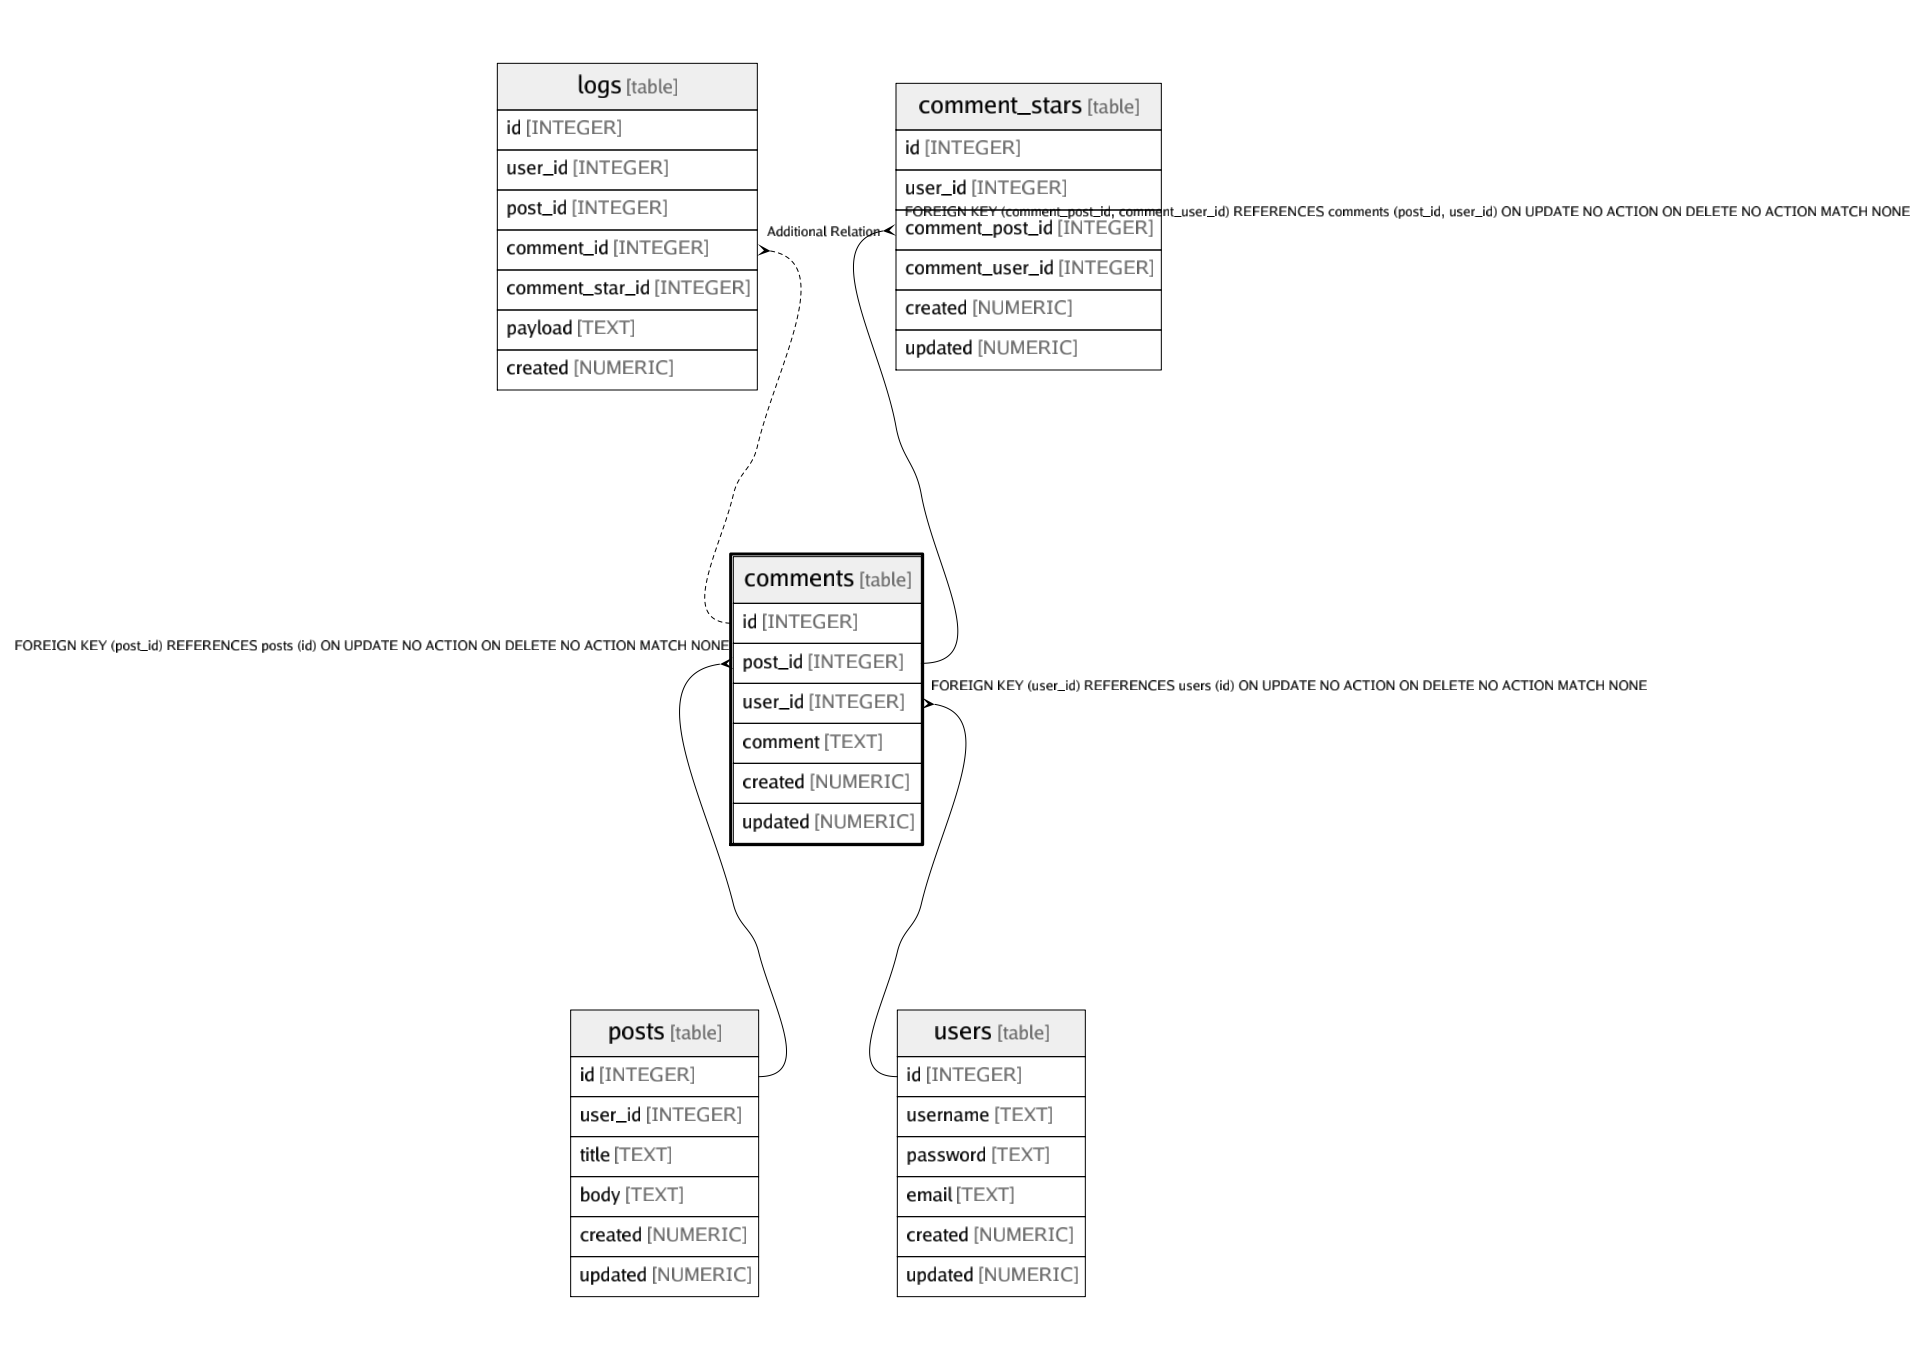 logs [table]
id [INTEGER]
user_id [INTEGER]
post_id [INTEGER]
comment_id [INTEGER]
comment_star_id [INTEGER]
payload [TEXT]
created [NUMERIC]
Additional Relation
comment_stars [table]
id [INTEGER]
user_id [INTEGER]
FOREIGN KEY (comment_post_id, comment_user_id) REFERENCES comments (post_id, user_id) ON UPDATE NO ACTION ON DELETE NO ACTION MATCH NONE
comment_post_id [INTEGER]
comment_user_id [INTEGER]
created [NUMERIC]
updated [NUMERIC]
comments [table]
id [INTEGER]
FOREIGN KEY (post_id) REFERENCES posts (id) ON UPDATE NO ACTION ON DELETE NO ACTION MATCH NONE
post_id [INTEGER]
FOREIGN KEY (user_id) REFERENCES users (id) ON UPDATE NO ACTION ON DELETE NO ACTION MATCH NONE
user_id [INTEGER]
comment [TEXT]
created [NUMERIC]
updated [NUMERIC]
posts [table]
id [INTEGER]
user_id [INTEGER]
title [TEXT]
body [TEXT]
created [NUMERIC]
updated [NUMERIC]
users [table]
id [INTEGER]
username [TEXT]
password [TEXT]
email [TEXT]
created [NUMERIC]
updated [NUMERIC]